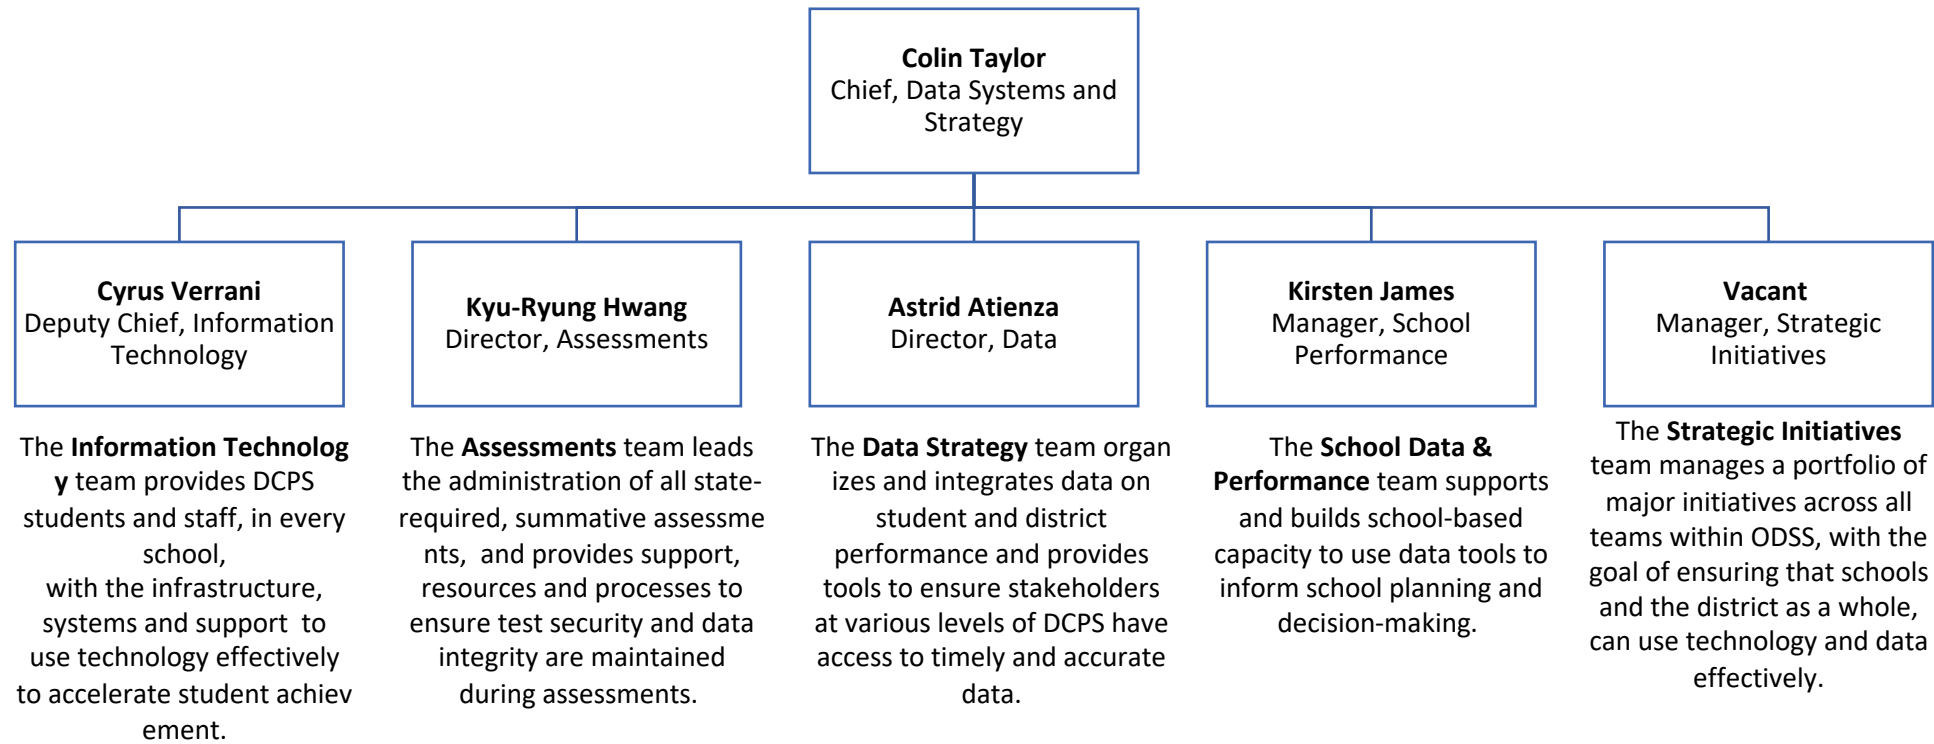 Colin Taylor
Chief, Data Systems and
Strategy
Cyrus Verrani
Deputy Chief, Information
Technology
Kyu-Ryung Hwang
Director, Assessments
Astrid Atienza
Director, Data
Kirsten James
Manager, School
Performance
Vacant
Manager, Strategic
Initiatives
The Information Technolog
y team provides DCPS
students and staff, in every
school,
with the infrastructure,
systems and support to
use technology effectively
to accelerate student achiev
ement.
The Assessments team leads
the administration of all state-
required, summative assessme
nts, and provides support,
resources and processes to
ensure test security and data
integrity are maintained
during assessments.
The Data Strategy team organ
izes and integrates data on
student and district
performance and provides
tools to ensure stakeholders
at various levels of DCPS have
access to timely and accurate
data.
The School Data &
Performance team supports
and builds school-based
capacity to use data tools to
inform school planning and
decision-making.
The Strategic Initiatives
team manages a portfolio of
major initiatives across all
teams within ODSS, with the
goal of ensuring that schools
and the district as a whole,
can use technology and data
effectively.